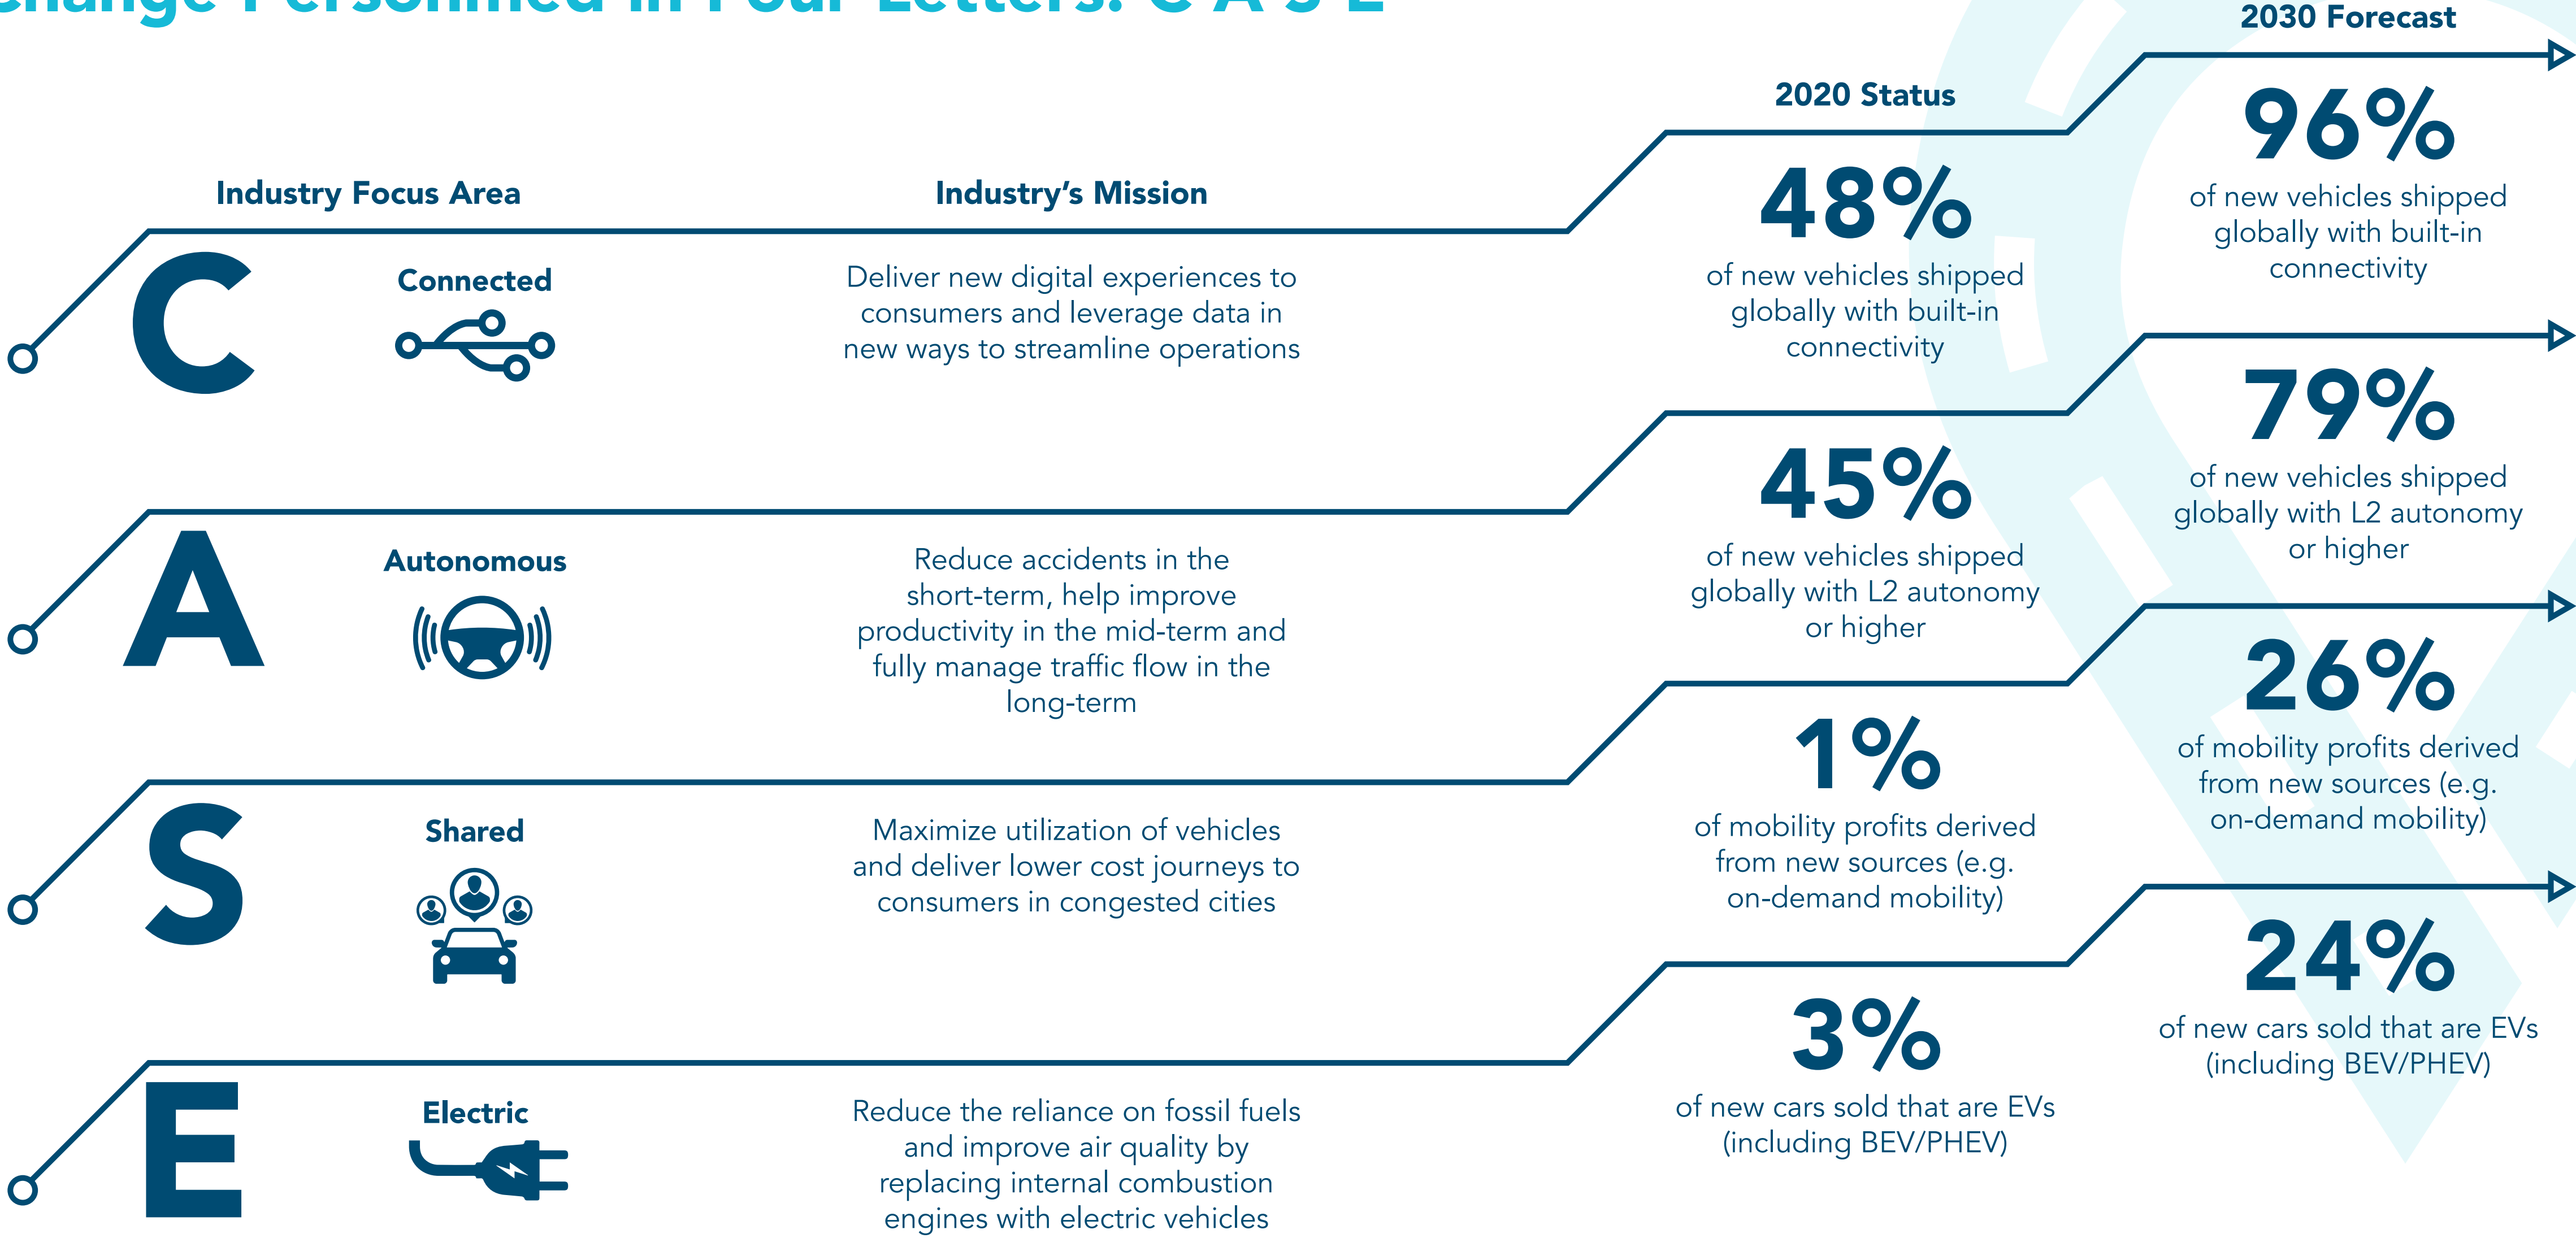 Change Personified in Four Letters: C A S E
2030 Forecast
2020 Status
Industry Focus Area
Industry's Mission
C
Connected
Deliver new digital experiences to
consumers and leverage data in
new ways to streamline operations
48%
of new vehicles shipped
globally with built-in
connectivity
96%
of new vehicles shipped
globally with built-in
connectivity
A
Autonomous
Reduce accidents in the
short-term, help improve
productivity in the mid-term and
fully manage traffic flow in the
long-term
45%
of new vehicles shipped
globally with L2 autonomy
or higher
79%
of new vehicles shipped
globally with L2 autonomy
or higher
S
Shared
Maximize utilization of vehicles
and deliver lower cost journeys to
consumers in congested cities
1%
of mobility profits derived
from new sources (e.g.
on-demand mobility)
26%
of mobility profits derived
from new sources (e.g.
on-demand mobility)
E
Electric
Reduce the reliance on fossil fuels
and improve air quality by
replacing internal combustion
engines with electric vehicles
3%
of new cars sold that are EVs
(including BEV/PHEV)
24%
of new cars sold that are EVs
(including BEV/PHEV)